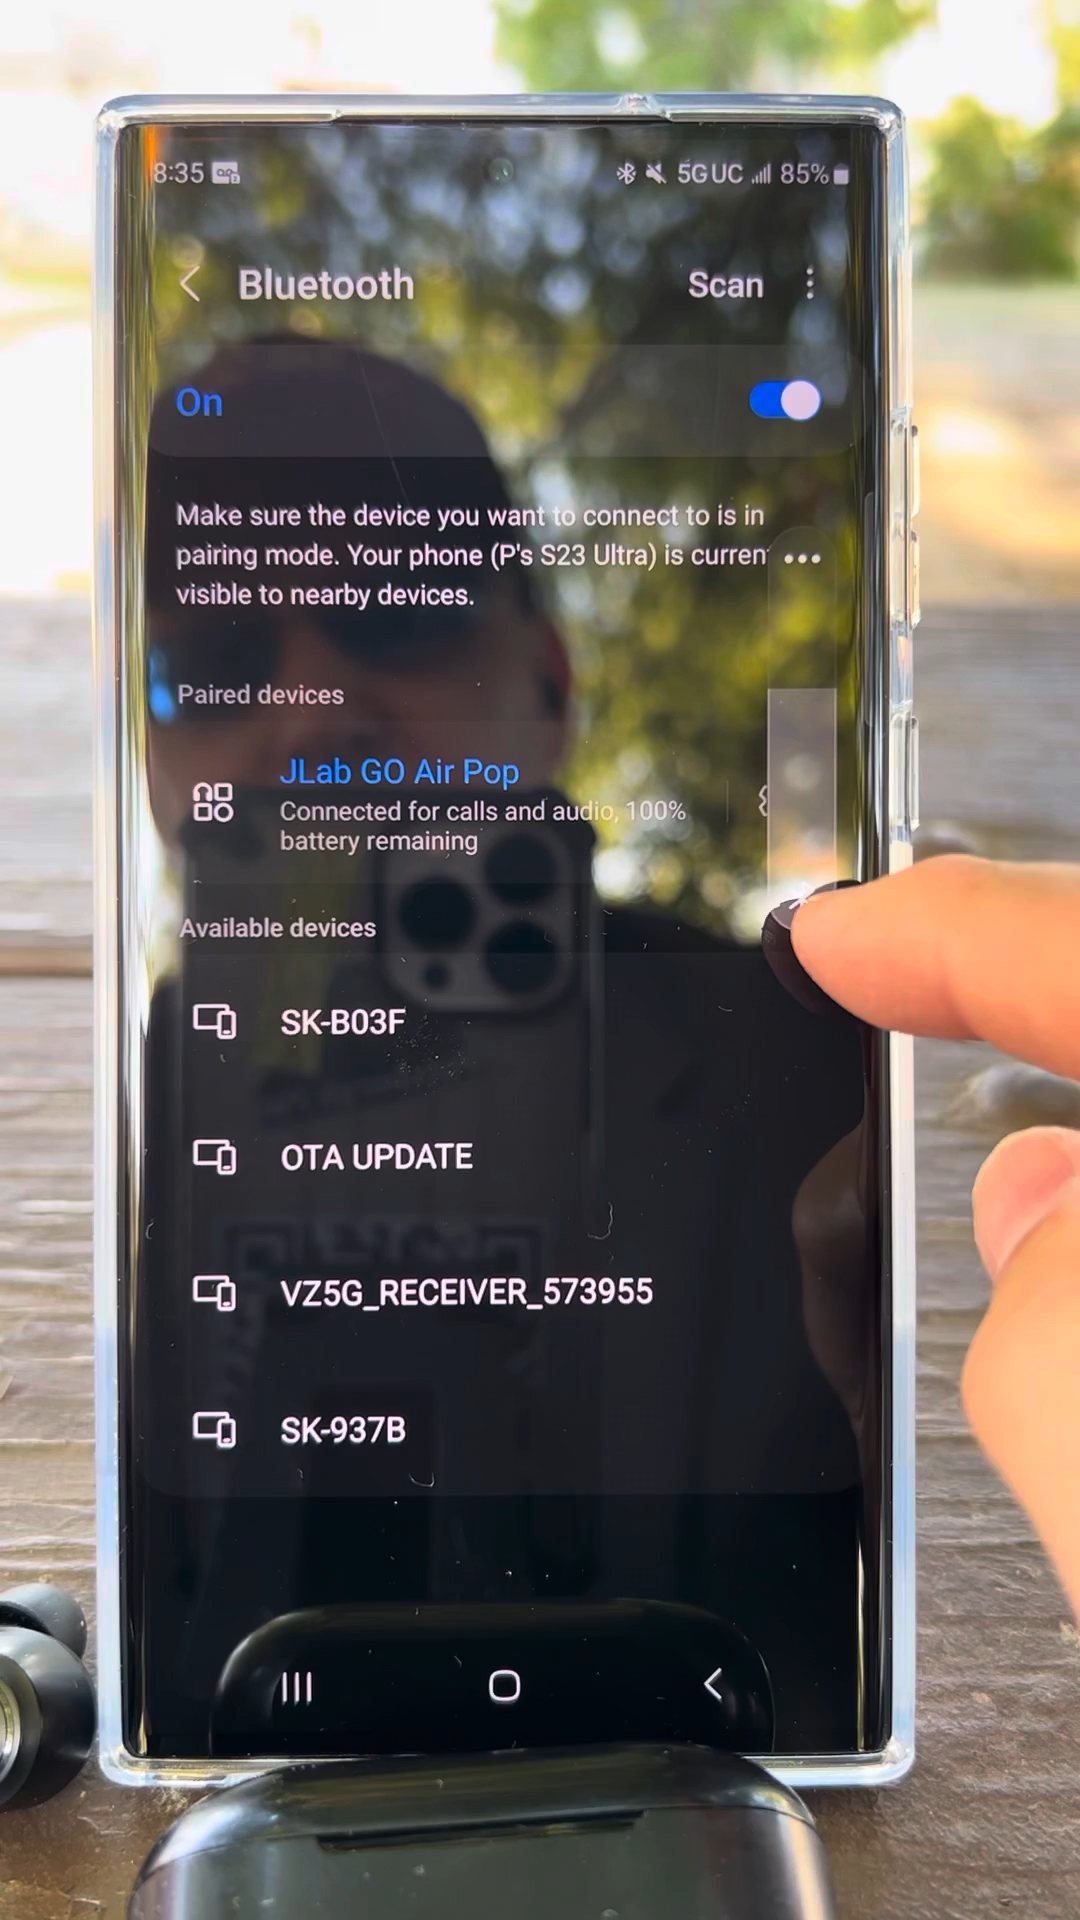 8:35 5G UC 85%
Bluetooth Scan
On
Make sure the device you want to connect to is in
pairing mode. Your phone (P's S23 Ultra) is curren
visible to nearby devices.
Paired devices
JLab GO Air Pop
Connected for calls and audio, 100%
battery remaining
Available devices
SK-B03F
OTA UPDATE
VZ5G_RECEIVER_573955
SK-937B